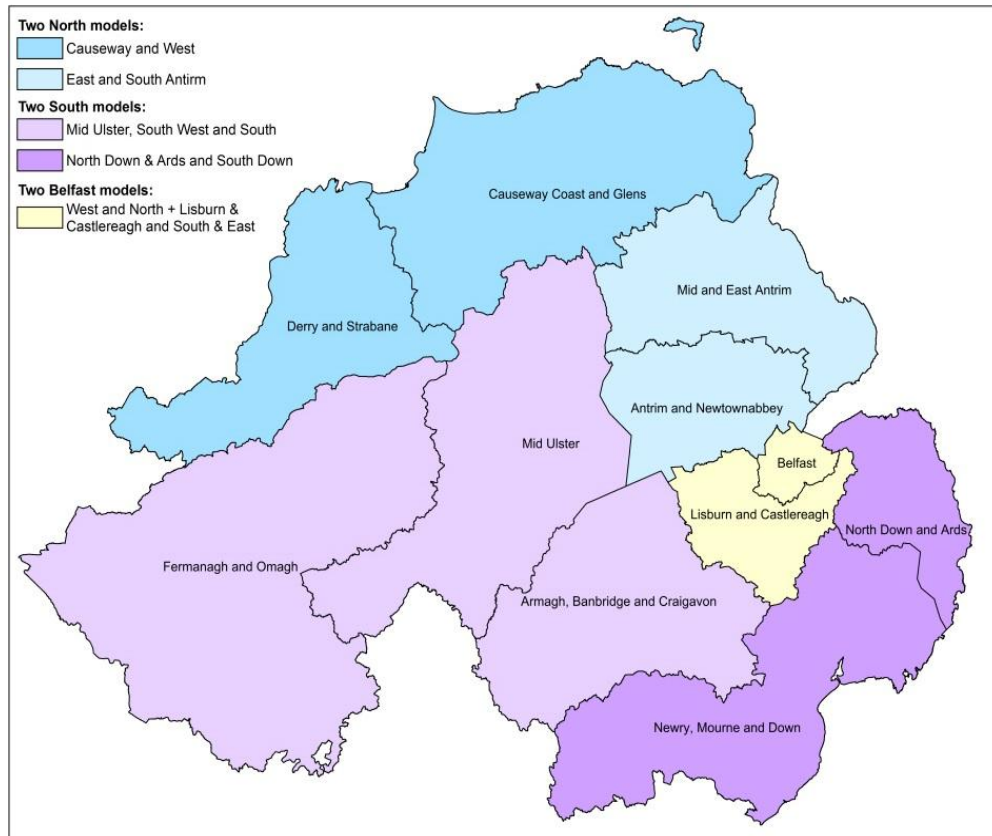 Two North models:
Causeway and West
East and South Antirm
Two South models:
Mid Ulster, South West and South
North Down & Ards and South Down
Two Belfast models:
West and North + Lisburn &
Castlereagh and South & East
Causeway Coast and Glens
Mid and East Antrim
Derry and Strabane
Antrim and Newtownabbey
Mid Ulster
Belfast
Lisburn and Castlereagh
North Down and Ards
Fermanagh and Omagh
Armagh, Banbridge and Craigavon
Newry, Mourne and Down